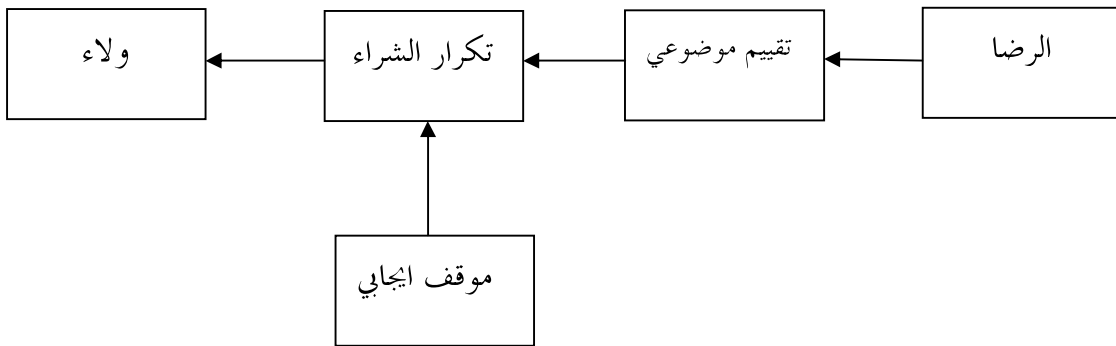 الرضا
تقييم موضوعي
تكرار الشراء
ولاء
موقف ايجابي